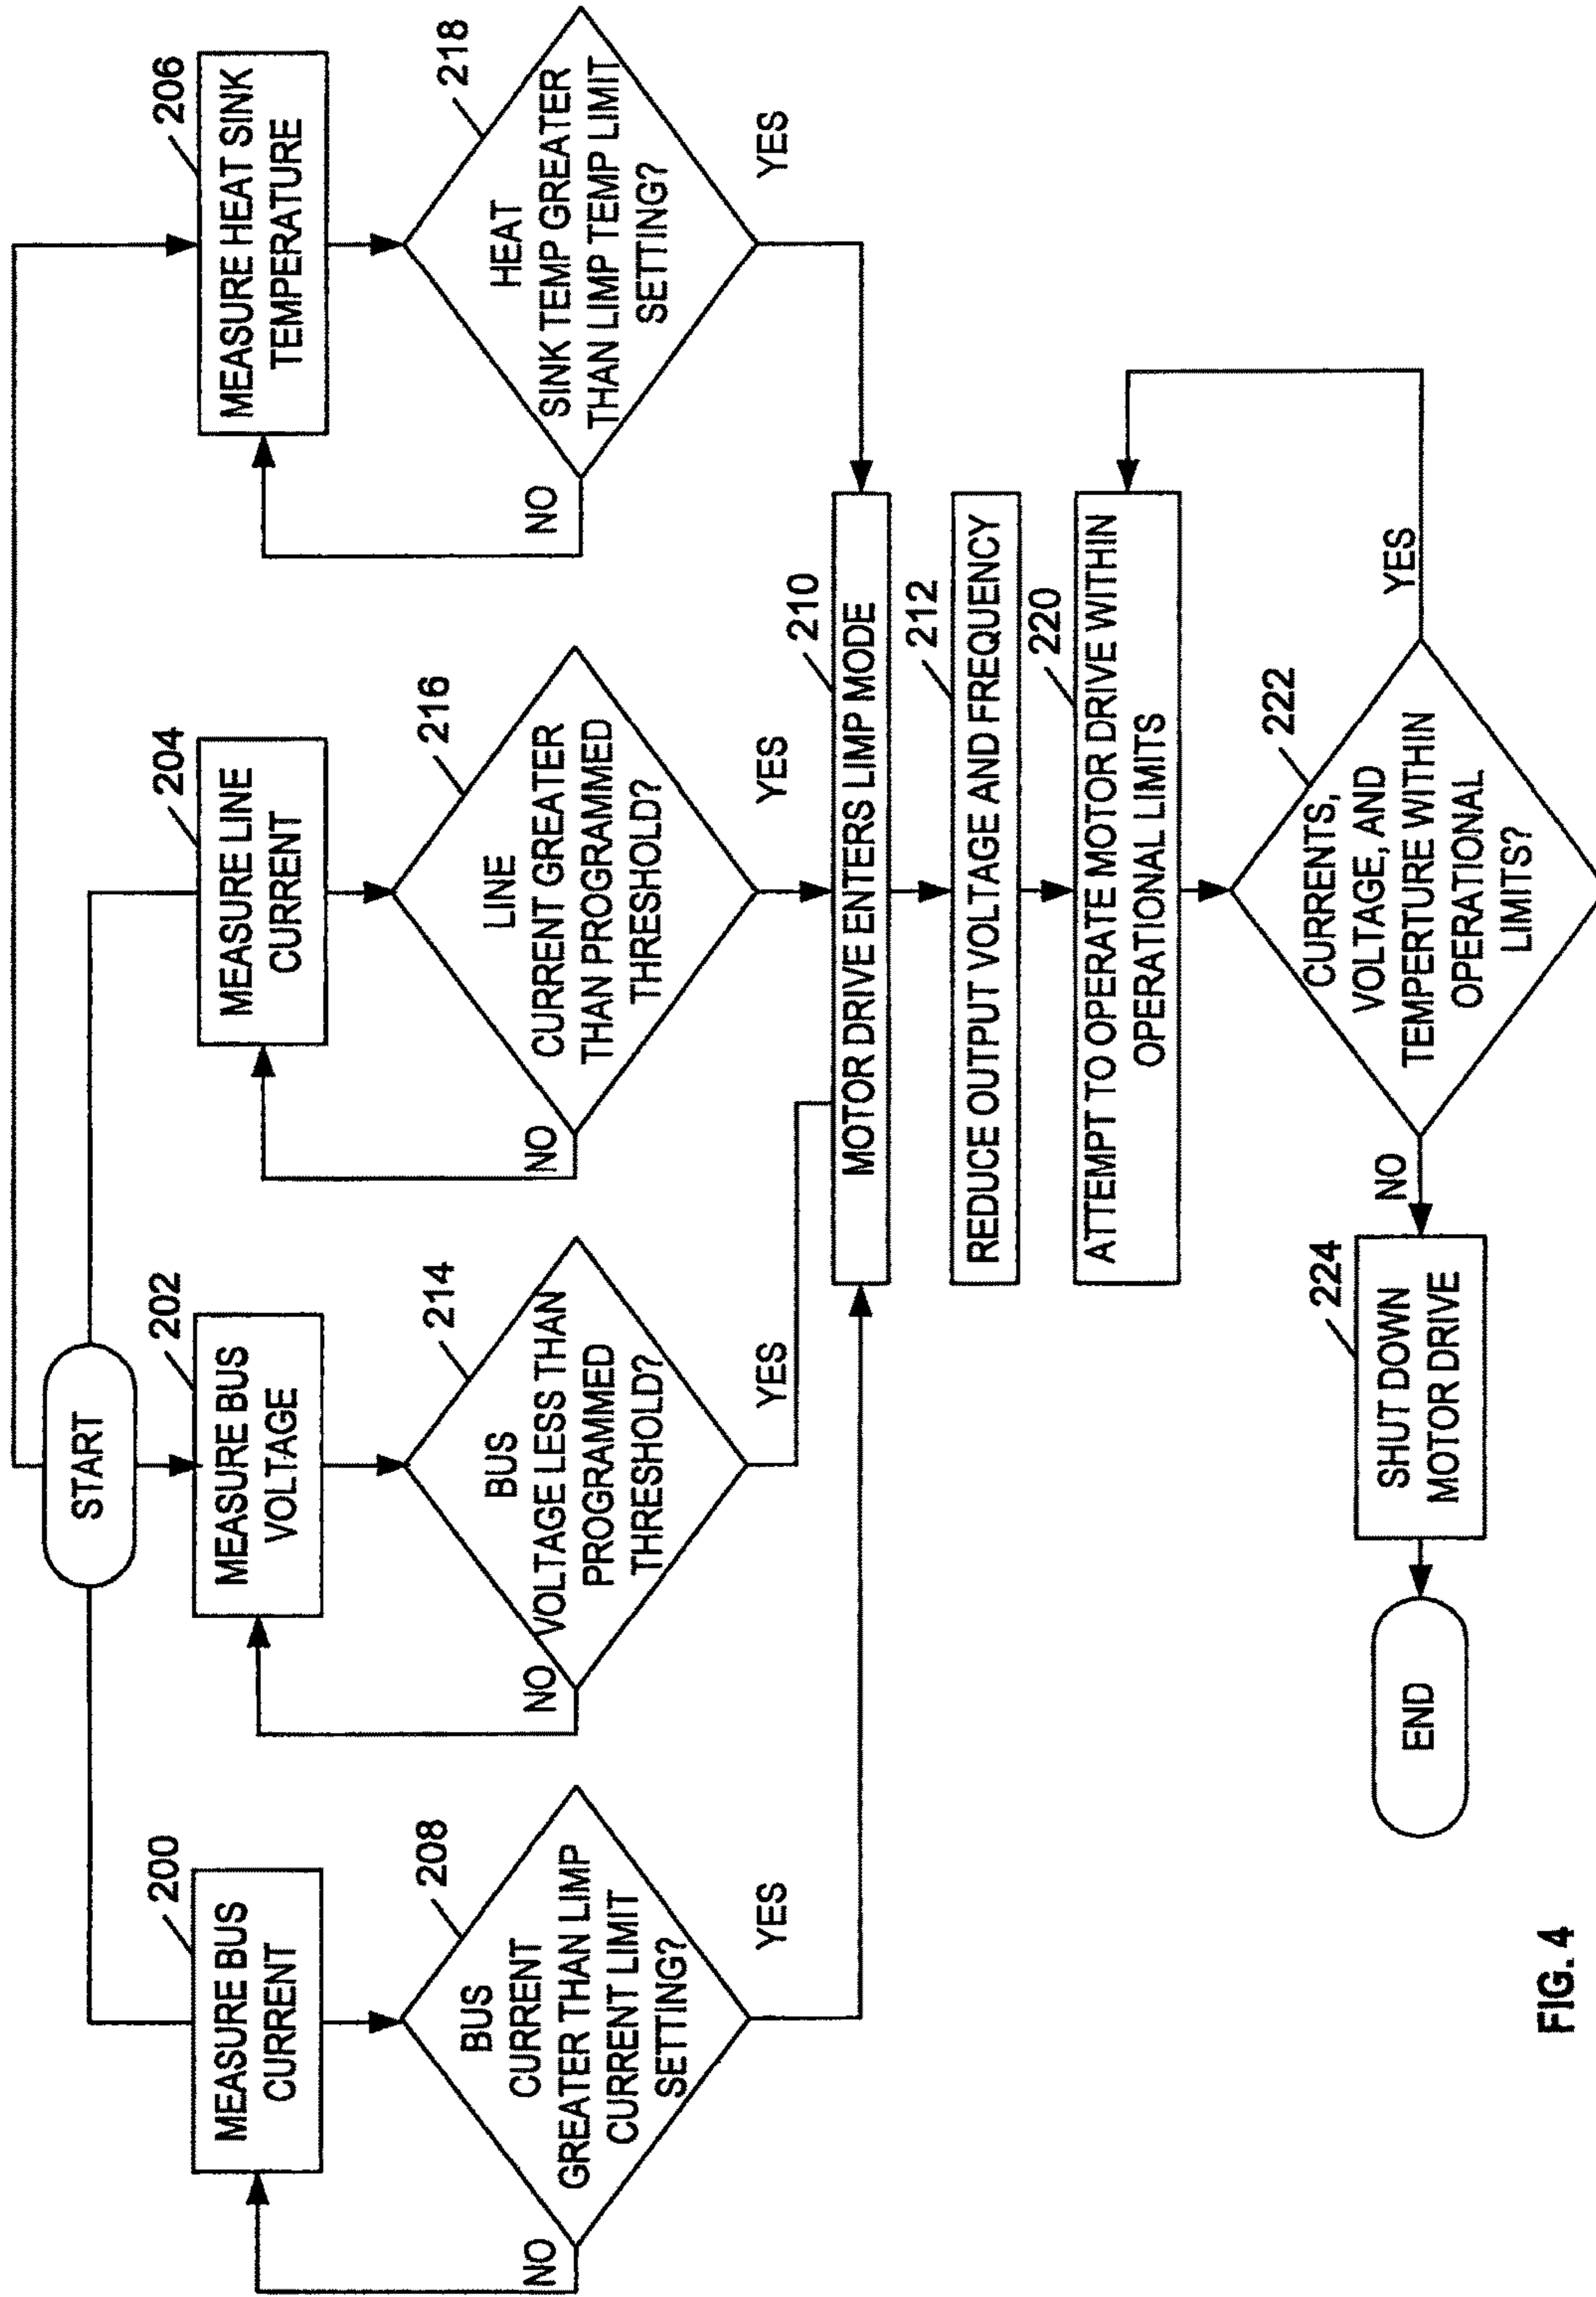 START
200
MEASURE BUS
CURRENT
202
MEASURE BUS
VOLTAGE
204
MEASURE LINE
CURRENT
206
MEASURE HEAT SINK
TEMPERATURE
208
BUS
CURRENT
GREATER THAN LIMP
CURRENT LIMIT
SETTING?
NO
YES
214
BUS
VOLTAGE LESS THAN
PROGRAMMED
THRESHOLD?
NO
YES
216
LINE
CURRENT GREATER
THAN PROGRAMMED
THRESHOLD?
NO
YES
218
HEAT
SINK TEMP GREATER
THAN LIMP TEMP LIMIT
SETTING?
NO
YES
210
MOTOR DRIVE ENTERS LIMP MODE
212
REDUCE OUTPUT VOLTAGE AND FREQUENCY
220
ATTEMPT TO OPERATE MOTOR DRIVE WITHIN
OPERATIONAL LIMITS
222
CURRENTS,
VOLTAGE, AND
TEMPERTURE WITHIN
OPERATIONAL
LIMITS?
YES
NO
224
SHUT DOWN
MOTOR DRIVE
END
FIG. 4